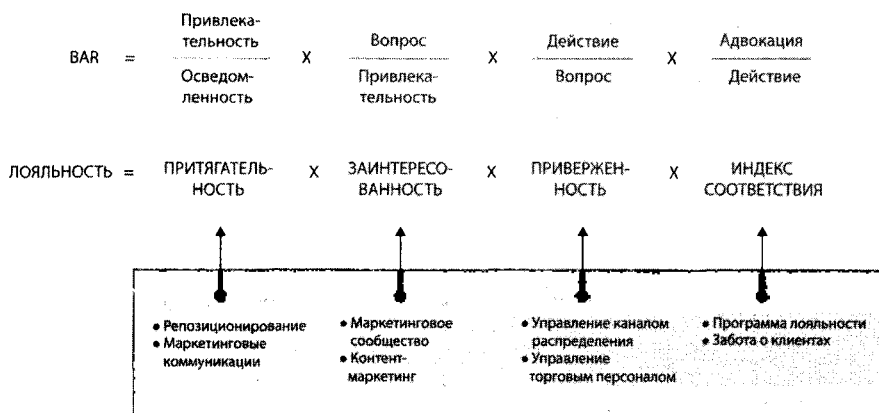 Привлека-
тельность
Осведом-
ленность
BAR =
X
Вопрос
Привлека-
тельность
X
Действие
Вопрос
X
Адвокация
Действие
ЛОЯЛЬНОСТЬ =
ПРИТЯГАТЕЛЬ-
НОСТЬ
X
ЗАИНТЕРЕСО-
ВАННОСТЬ
X
ПРИВЕРЖЕН-
НОСТЬ
X
ИНДЕКС
СООТВЕТСТВИЯ
• Репозиционирование
• Маркетинговые
коммуникации
• Маркетинговое
сообщество
• Контент-
маркетинг
• Управление каналом
распределения
• Управление
торговым персоналом
• Программа лояльности
• Забота о клиентах